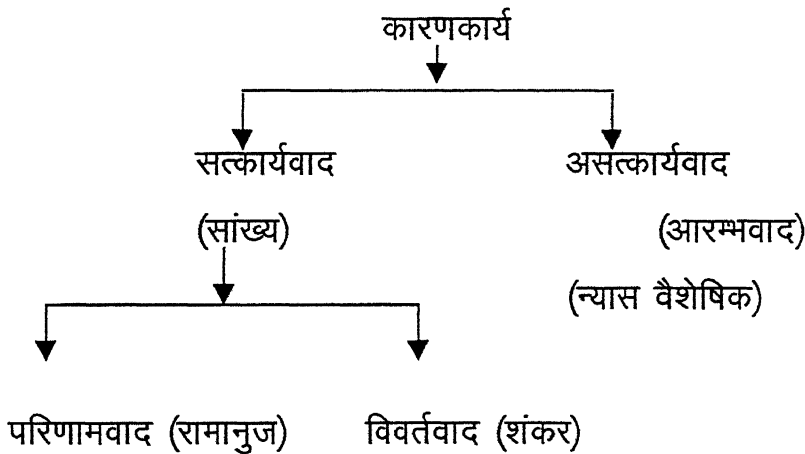 कारणकार्य
सत्कार्यवाद असत्कार्यवाद
(सांख्य) (आरम्भवाद)
(न्यास वैशेषिक)
परिणामवाद (रामानुज) विवर्तवाद (शंकर)